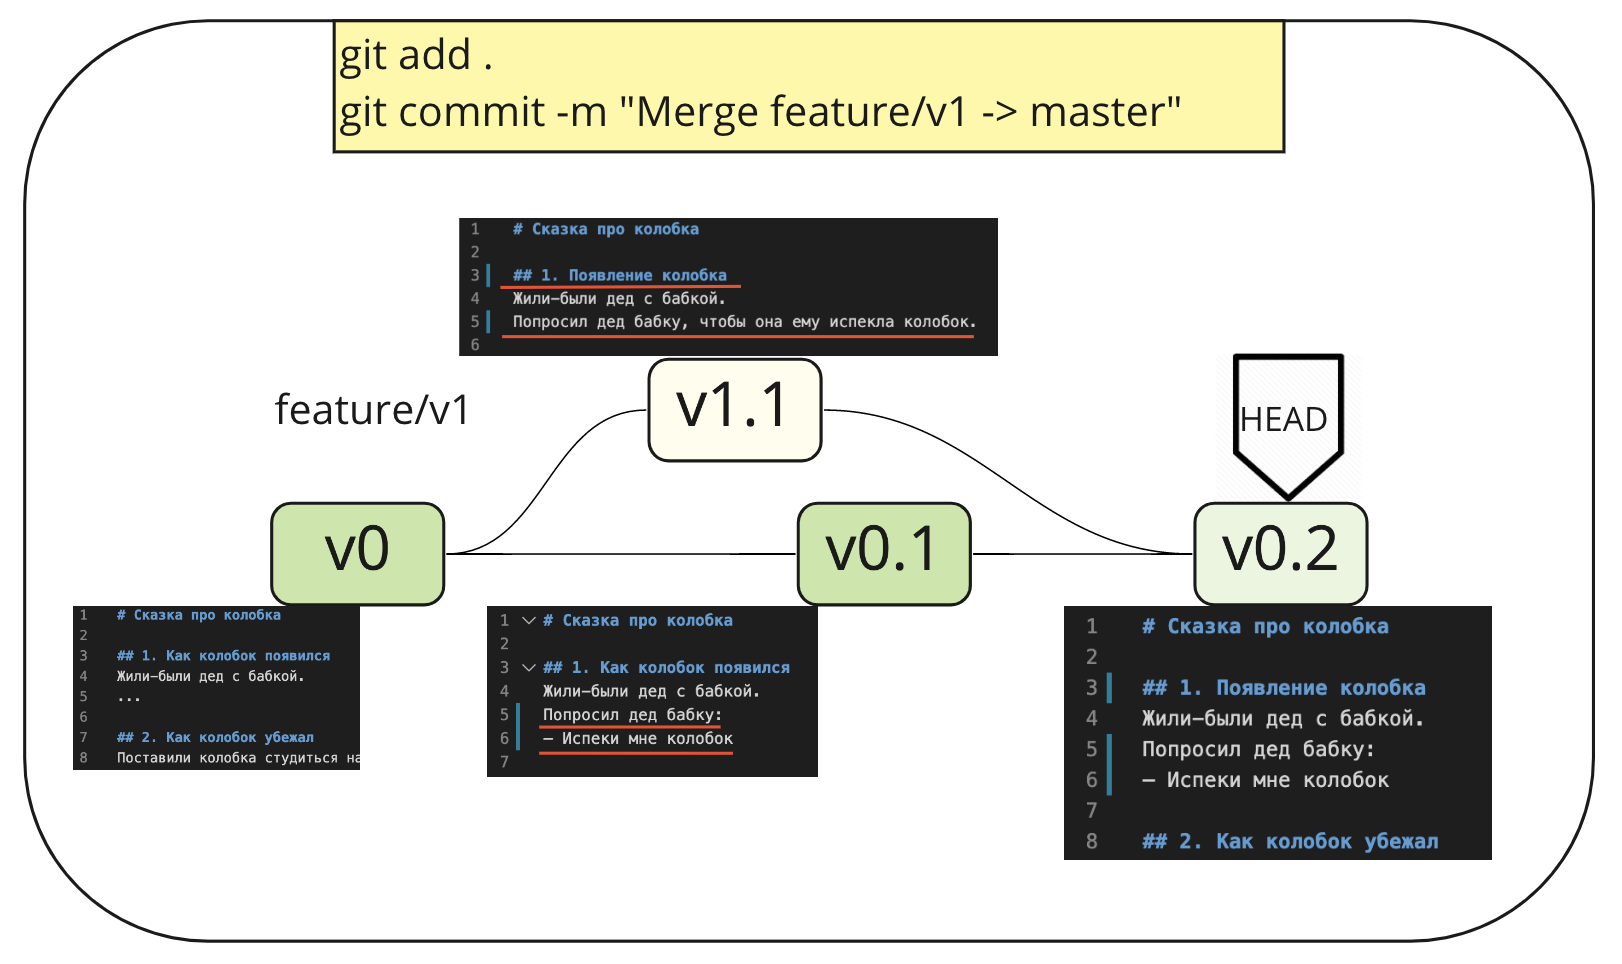 git add .
git commit -m "Merge feature/v1 -> master"
1 # Сказка про колобка
2
3 ## 1. Появление колобка
4 Жили-были дед с бабкой.
5 Попросил дед бабку, чтобы она ему испекла колобок.
6
feature/v1
v1.1
HEAD
v0
v0.1
v0.2
1 # Сказка про колобка
2
3 ## 1. Как колобок появился
4 Жили-были дед с бабкой.
5 ...
6
7 ## 2. Как колобок убежал
8 Поставили колобка студиться на
1 # Сказка про колобка
2
3 ## 1. Как колобок появился
4 Жили-были дед с бабкой.
5 Попросил дед бабку:
6 – Испеки мне колобок
7
1 # Сказка про колобка
2
3 ## 1. Появление колобка
4 Жили-были дед с бабкой.
5 Попросил дед бабку:
6 – Испеки мне колобок
7
8 ## 2. Как колобок убежал